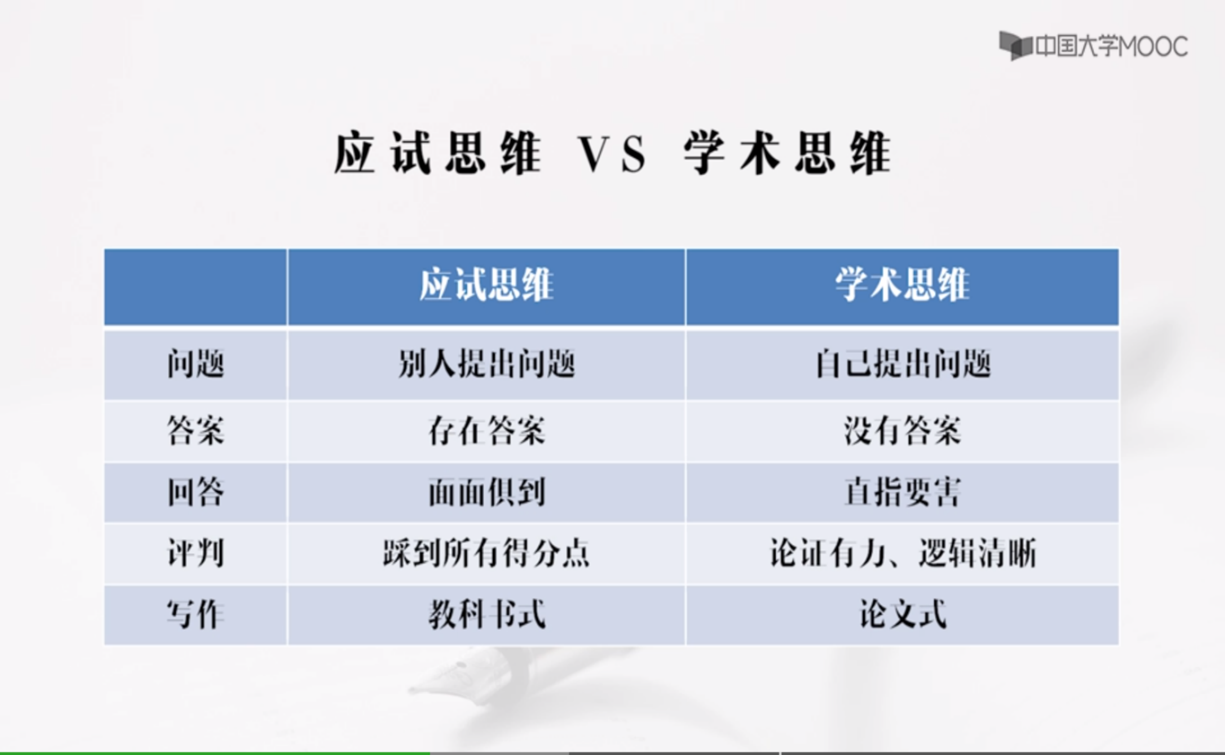 中国大学MOOC
应试思维 VS 学术思维
应试思维 学术思维
问题 别人提出问题 自己提出问题
答案 存在答案 没有答案
回答 面面俱到 直指要害
评判 踩到所有得分点 论证有力、逻辑清晰
写作 教科书式 论文式